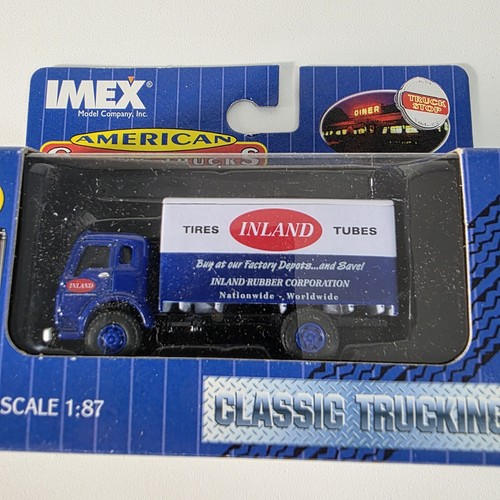 IMEX®
Model Company, Inc.
AMERICAN
DINER
TRUCK
STOP
TIRES INLAND TUBES
Buy at our Factory Depots...and Save!
INLAND RUBBER CORPORATION
Nationwide - Worldwide
INLAND
SCALE 1:87
CLASSIC TRUCKING